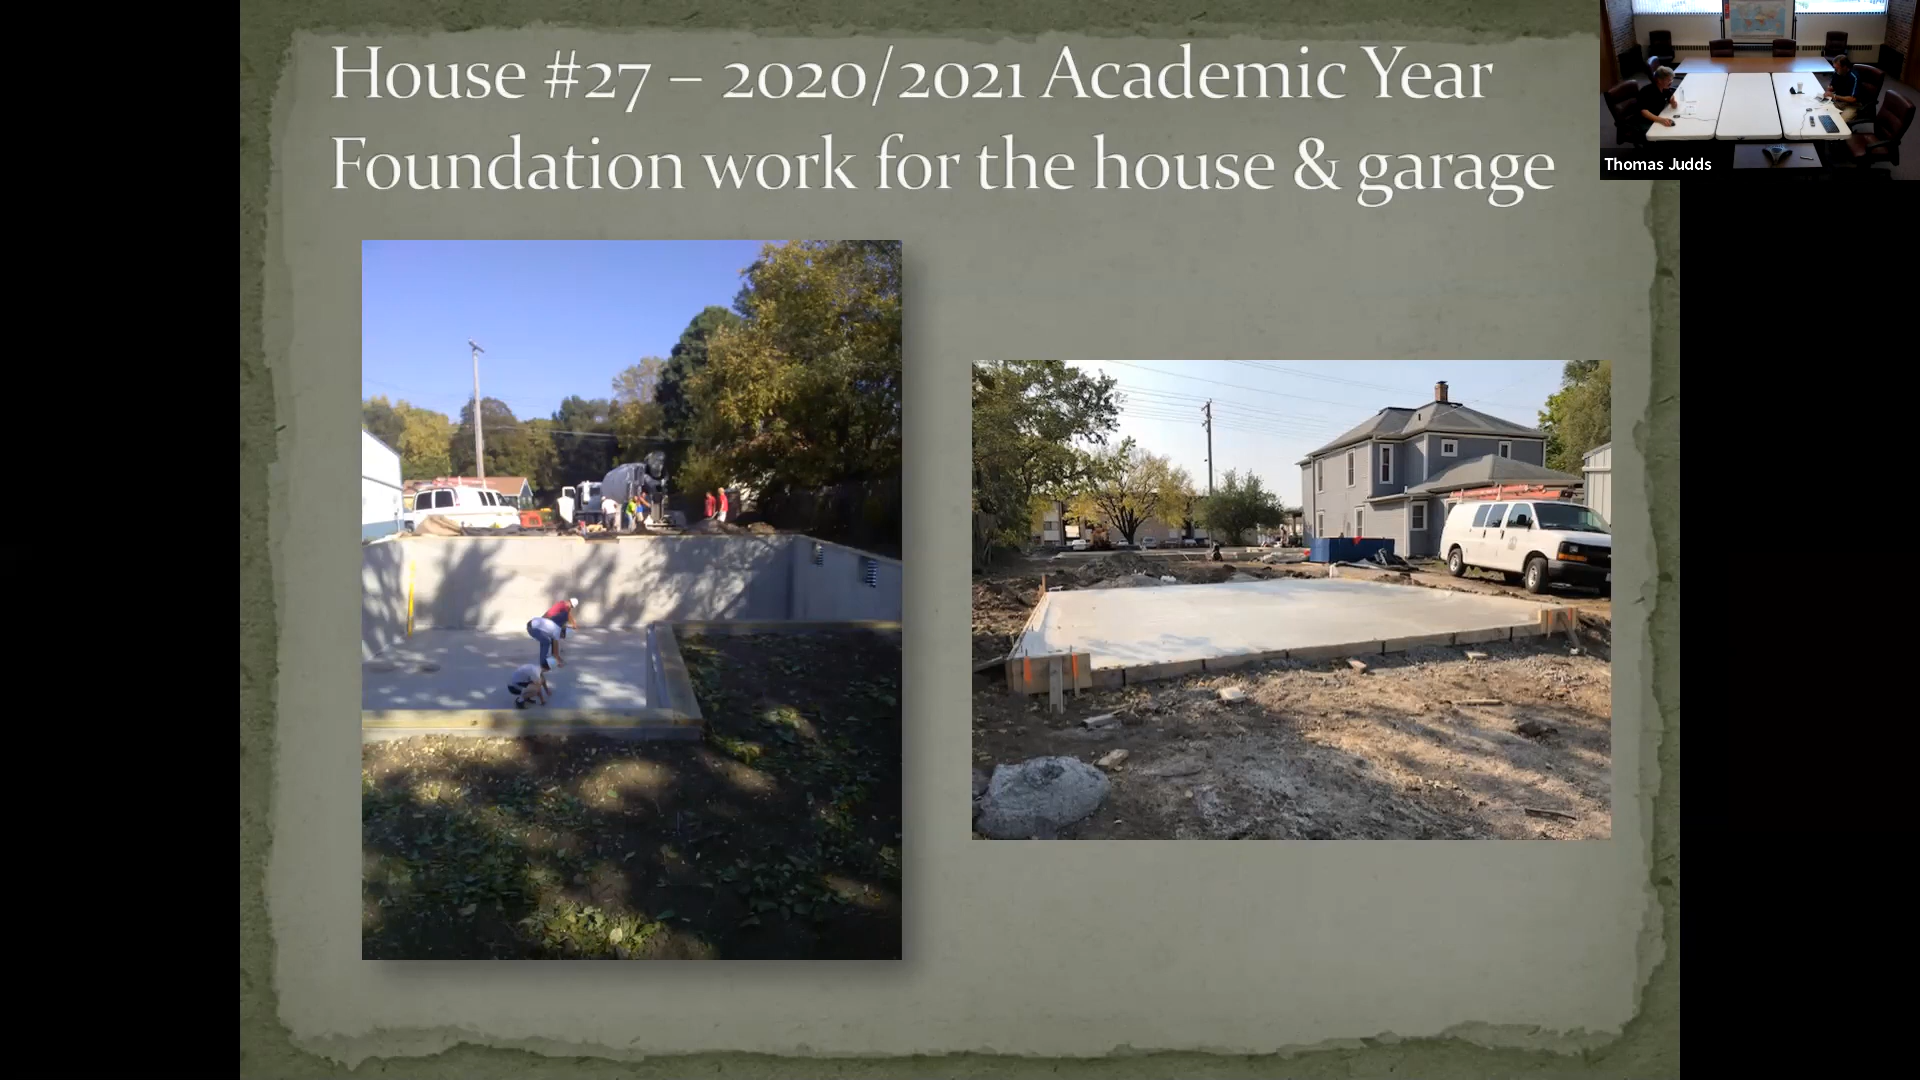 House #27 – 2020/2021 Academic Year
Foundation work for the house & garage
Thomas Judds